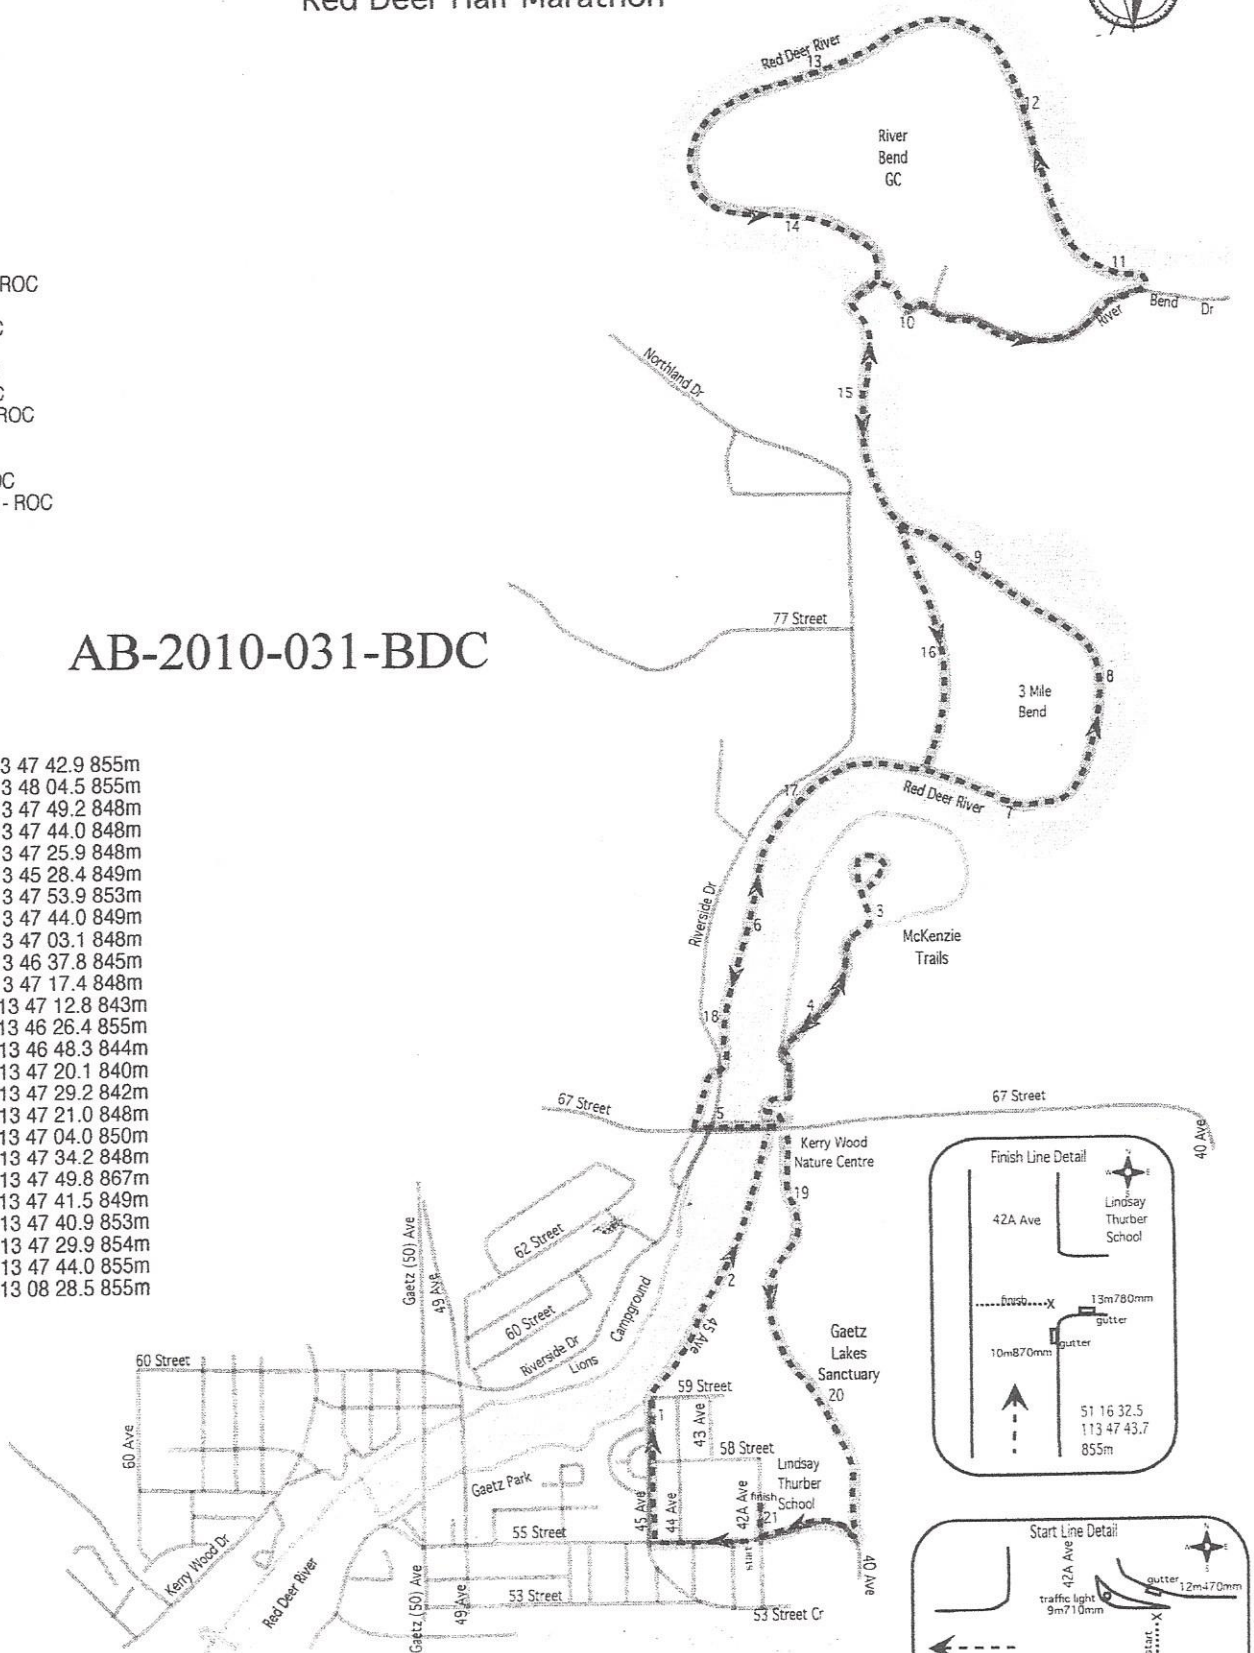 Red Deer Half Marathon
Red Deer River
13
12
River
Bend
GC
14
11
ROC
River
Bend
Dr
10
Northland Dr
15
ROC
- ROC
9
77 Street
16
AB-2010-031-BDC
8
3 Mile
Bend
3 47 42.9 855m
3 48 04.5 855m
3 47 49.2 848m
3 47 44.0 848m
3 47 25.9 848m
3 45 28.4 849m
3 47 53.9 853m
3 47 44.0 849m
3 47 03.1 848m
3 46 37.8 845m
3 47 17.4 848m
13 47 12.8 843m
13 46 26.4 855m
13 46 48.3 844m
13 47 20.1 840m
13 47 29.2 842m
13 47 21.0 848m
13 47 04.0 850m
13 47 34.2 848m
13 47 49.8 867m
13 47 41.5 849m
13 47 40.9 853m
13 47 29.9 854m
13 47 44.0 855m
13 08 28.5 855m
17
Red Deer River
7
3
Riverside Dr
6
McKenzie
Trails
4
18
67 Street
5
67 Street
40 Ave
Kerry Wood
Nature Centre
19
62 Street
Gaetz (50) Ave
49 Ave
2
60 Street
Campground
Riverside Dr
Lions
45 Ave
Gaetz
Lakes
Sanctuary
20
60 Street
59 Street
1
60 Ave
43 Ave
58 Street
Gaetz Park
Lindsay
Thurber
School
finish
21
45 Ave
44 Ave
42A Ave
55 Street
start
Kerry Wood Dr
Red Deer River
Gaetz (50) Ave
49 Ave
53 Street
53 Street Cr
40 Ave
Finish Line Detail
N
W
E
S
42A Ave
Lindsay
Thurber
School
finish
X
13m780mm
gutter
10m870mm
gutter
51 16 32.5
113 47 43.7
855m
Start Line Detail
42A Ave
gutter
12m470mm
traffic light
9m710mm
X
start